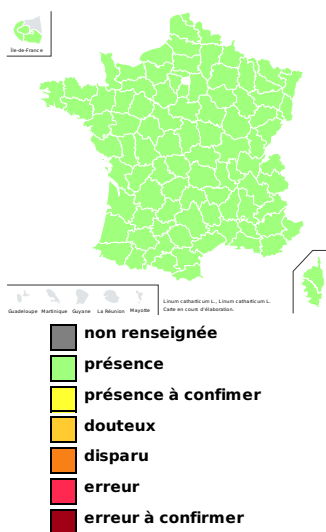 Île-de-France
Guadeloupe Martinique Guyane La Réunion Mayotte
Linum catharticum L., Linum catharticum L.
Carte en cours d'élaboration.
non renseignée
présence
présence à confimer
douteux
disparu
erreur
erreur à confirmer